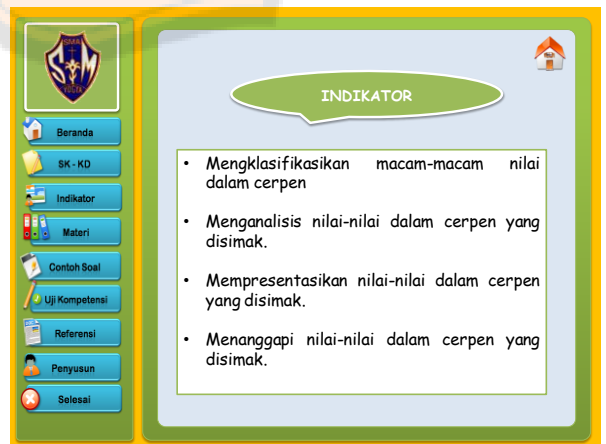 SMA
SM
YOGYA
Beranda
SK - KD
Indikator
Materi
Contoh Soal
Uji Kompetensi
Referensi
Penyusun
Selesai
INDIKATOR
• Mengklasifikasikan macam-macam nilai
dalam cerpen
• Menganalisis nilai-nilai dalam cerpen yang
disimak.
• Mempresentasikan nilai-nilai dalam cerpen
yang disimak.
• Menanggapi nilai-nilai dalam cerpen yang
disimak.